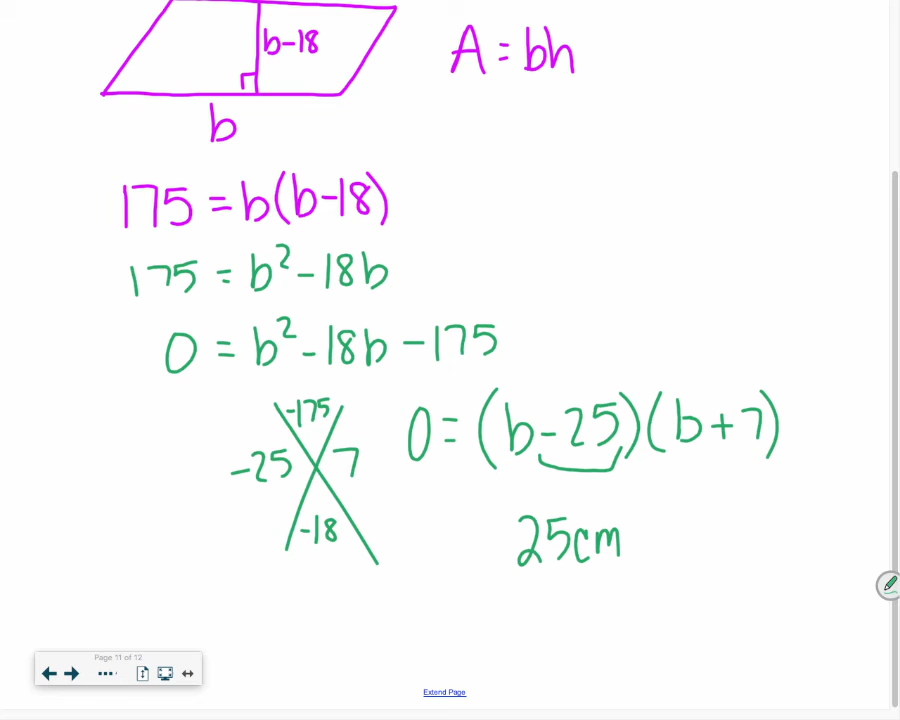 b-18
A = bh
b
175 = b(b-18)
175 = b² - 18b
0 = b² - 18b - 175
-175
-25 7
-18
0 = (b - 25)(b + 7)
25cm
Page 11 of 12
Extend Page